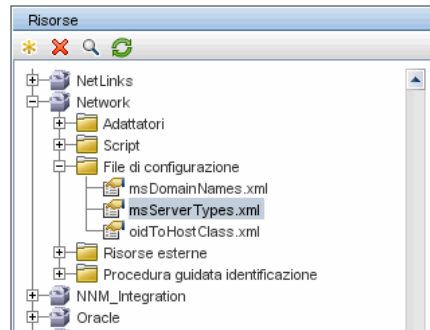 Risorse
NetLinks
Network
Adattatori
Script
File di configurazione
msDomainNames.xml
msServerTypes.xml
oidToHostClass.xml
Risorse esterne
Procedura guidata identificazione
NNM_Integration
Oracle